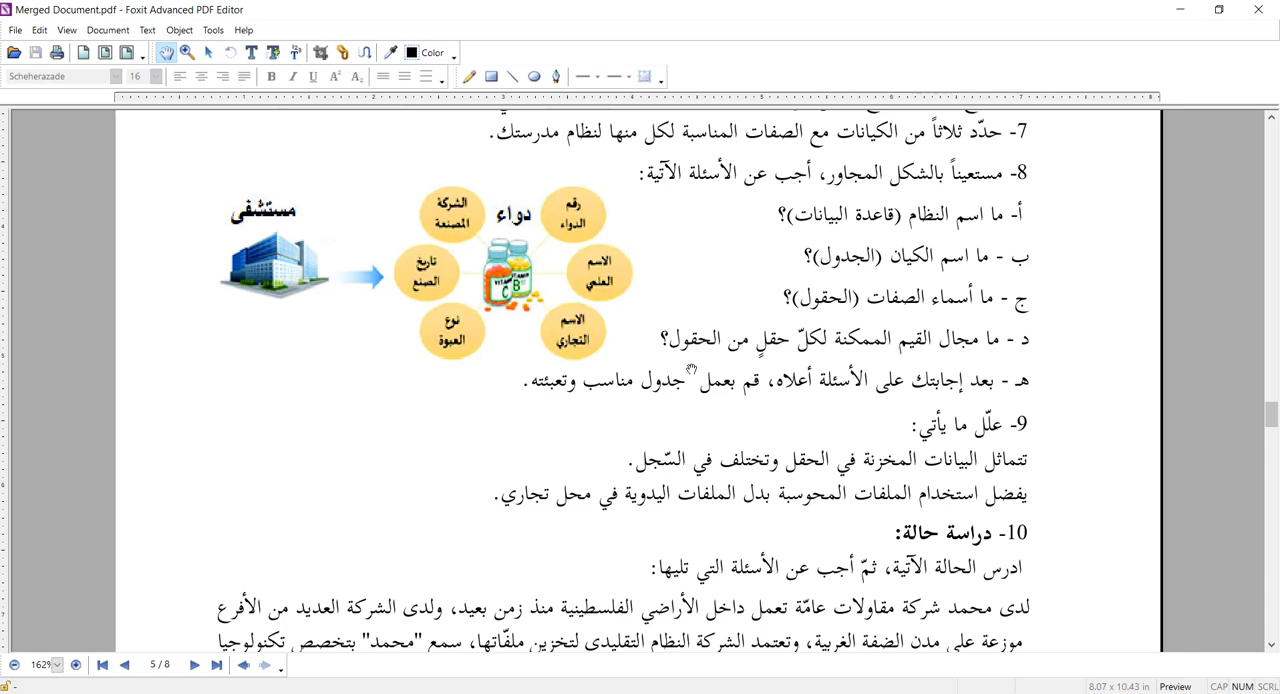 Merged Document.pdf - Foxit Advanced PDF Editor
File Edit View Document Text Object Tools Help
Color
Scheherazade 16
7- حدّد ثلاثاً من الكيانات مع الصفات المناسبة لكل منها لنظام مدرستك.
8- مستعيناً بالشكل المجاور، أجب عن الأسئلة الآتية:
أ- ما اسم النظام (قاعدة البيانات)؟
ب - ما اسم الكيان (الجدول)؟
ج - ما أسماء الصفات (الحقول)؟
د - ما مجال القيم الممكنة لكلّ حقلٍ من الحقول؟
هـ - بعد إجابتك على الأسئلة أعلاه، قم بعمل جدول مناسب وتعبئته.
مستشفى
دواء
رقم
الدواء
الاسم
العلمي
الاسم
التجاري
الشركة
المصنعة
تاريخ
الصنع
نوع
العبوة
VITAMIN
C
VITAMIN
B
9- علّل ما يأتي:
تتماثل البيانات المخزنة في الحقل وتختلف في السّجل.
يفضل استخدام الملفات المحوسبة بدل الملفات اليدوية في محل تجاري.
10- دراسة حالة:
ادرس الحالة الآتية، ثمّ أجب عن الأسئلة التي تليها:
لدى محمد شركة مقاولات عامّة تعمل داخل الأراضي الفلسطينية منذ زمن بعيد، ولدى الشركة العديد من الأفرع
موزعة على مدن الضفة الغربية، وتعتمد الشركة النظام التقليدي لتخزين ملفّاتها، سمع "محمد" بتخصص تكنولوجيا
162% 5 / 8
8.07 x 10.43 in Preview CAP NUM SCRL